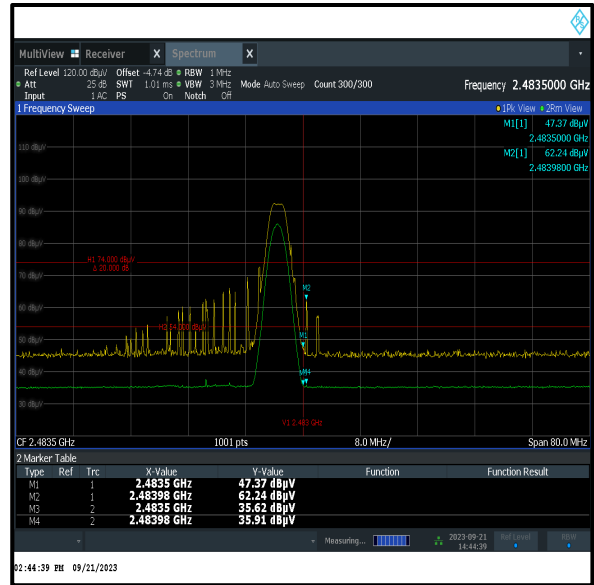 MultiView Receiver X Spectrum X
Ref Level 120.00 dBµV Offset -4.74 dB RBW 1 MHz
Att 25 dB SWT 1.01 ms VBW 3 MHz Mode Auto Sweep Count 300/300 Frequency 2.4835000 GHz
Input 1 AC PS On Notch Off
1 Frequency Sweep 1Pk View 2Rm View
M1[1] 47.37 dBµV
2.4835000 GHz
M2[1] 62.24 dBµV
2.4839800 GHz
110 dBµV
100 dBµV
90 dBµV
80 dBµV
H1 74.000 dBµV
Δ 20.000 dB
70 dBµV
M2
60 dBµV
H2 54.000 dBµV
50 dBµV
M1
40 dBµV
M4
30 dBµV
CF 2.4835 GHz 1001 pts 8.0 MHz/ Span 80.0 MHz
2 Marker Table
Type Ref Trc X-Value Y-Value Function Function Result
M1 1 2.4835 GHz 47.37 dBµV
M2 1 2.48398 GHz 62.24 dBµV
M3 2 2.4835 GHz 35.62 dBµV
M4 2 2.48398 GHz 35.91 dBµV
Measuring... 2023-09-21 Ref Level RBW
14:44:39
02:44:39 PM 09/21/2023